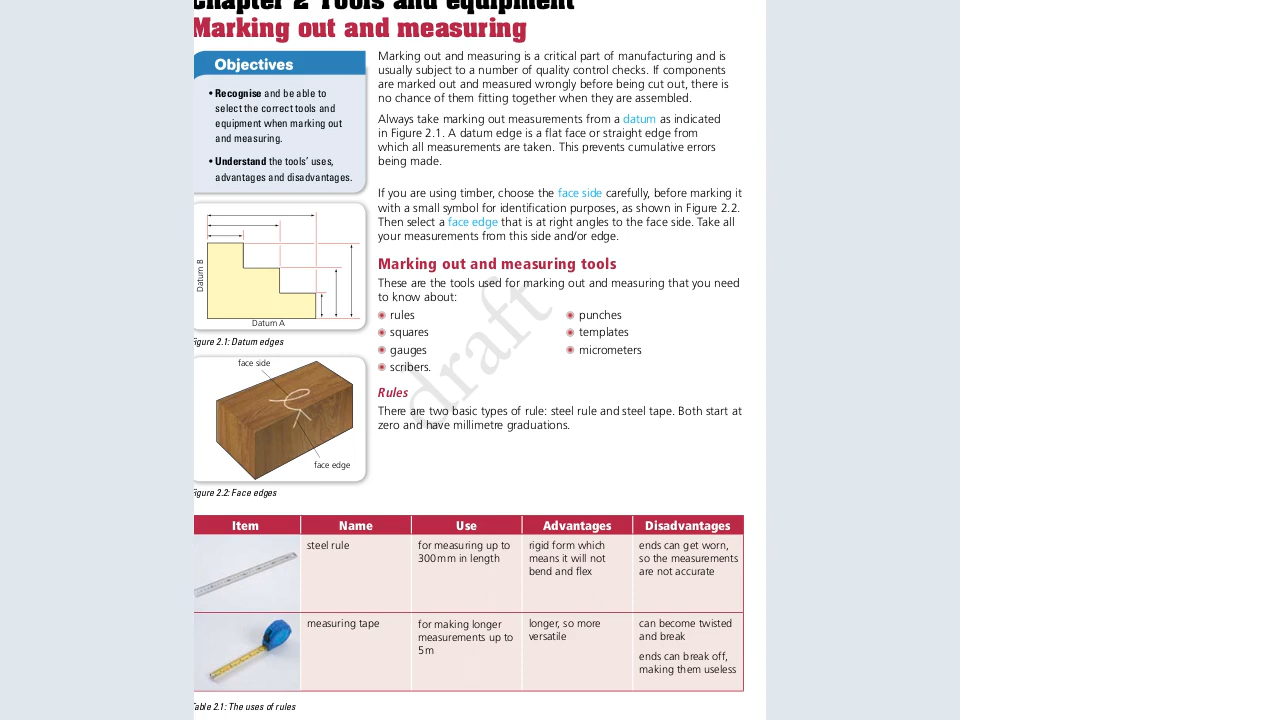 Chapter 2 Tools and equipment
Marking out and measuring
Objectives
• Recognise and be able to
select the correct tools and
equipment when marking out
and measuring.
• Understand the tools' uses,
advantages and disadvantages.
Datum B
Datum A
igure 2.1: Datum edges
face side
face edge
igure 2.2: Face edges
Marking out and measuring is a critical part of manufacturing and is
usually subject to a number of quality control checks. If components
are marked out and measured wrongly before being cut out, there is
no chance of them fitting together when they are assembled.
Always take marking out measurements from a datum as indicated
in Figure 2.1. A datum edge is a flat face or straight edge from
which all measurements are taken. This prevents cumulative errors
being made.
If you are using timber, choose the face side carefully, before marking it
with a small symbol for identification purposes, as shown in Figure 2.2.
Then select a face edge that is at right angles to the face side. Take all
your measurements from this side and/or edge.
Marking out and measuring tools
These are the tools used for marking out and measuring that you need
to know about:
rules
squares
gauges
scribers.
punches
templates
micrometers
Rules
There are two basic types of rule: steel rule and steel tape. Both start at
zero and have millimetre graduations.
draft
Item Name Use Advantages Disadvantages
steel rule
for measuring up to
300mm in length
rigid form which
means it will not
bend and flex
ends can get worn,
so the measurements
are not accurate
measuring tape
for making longer
measurements up to
5m
longer, so more
versatile
can become twisted
and break
ends can break off,
making them useless
Table 2.1: The uses of rules